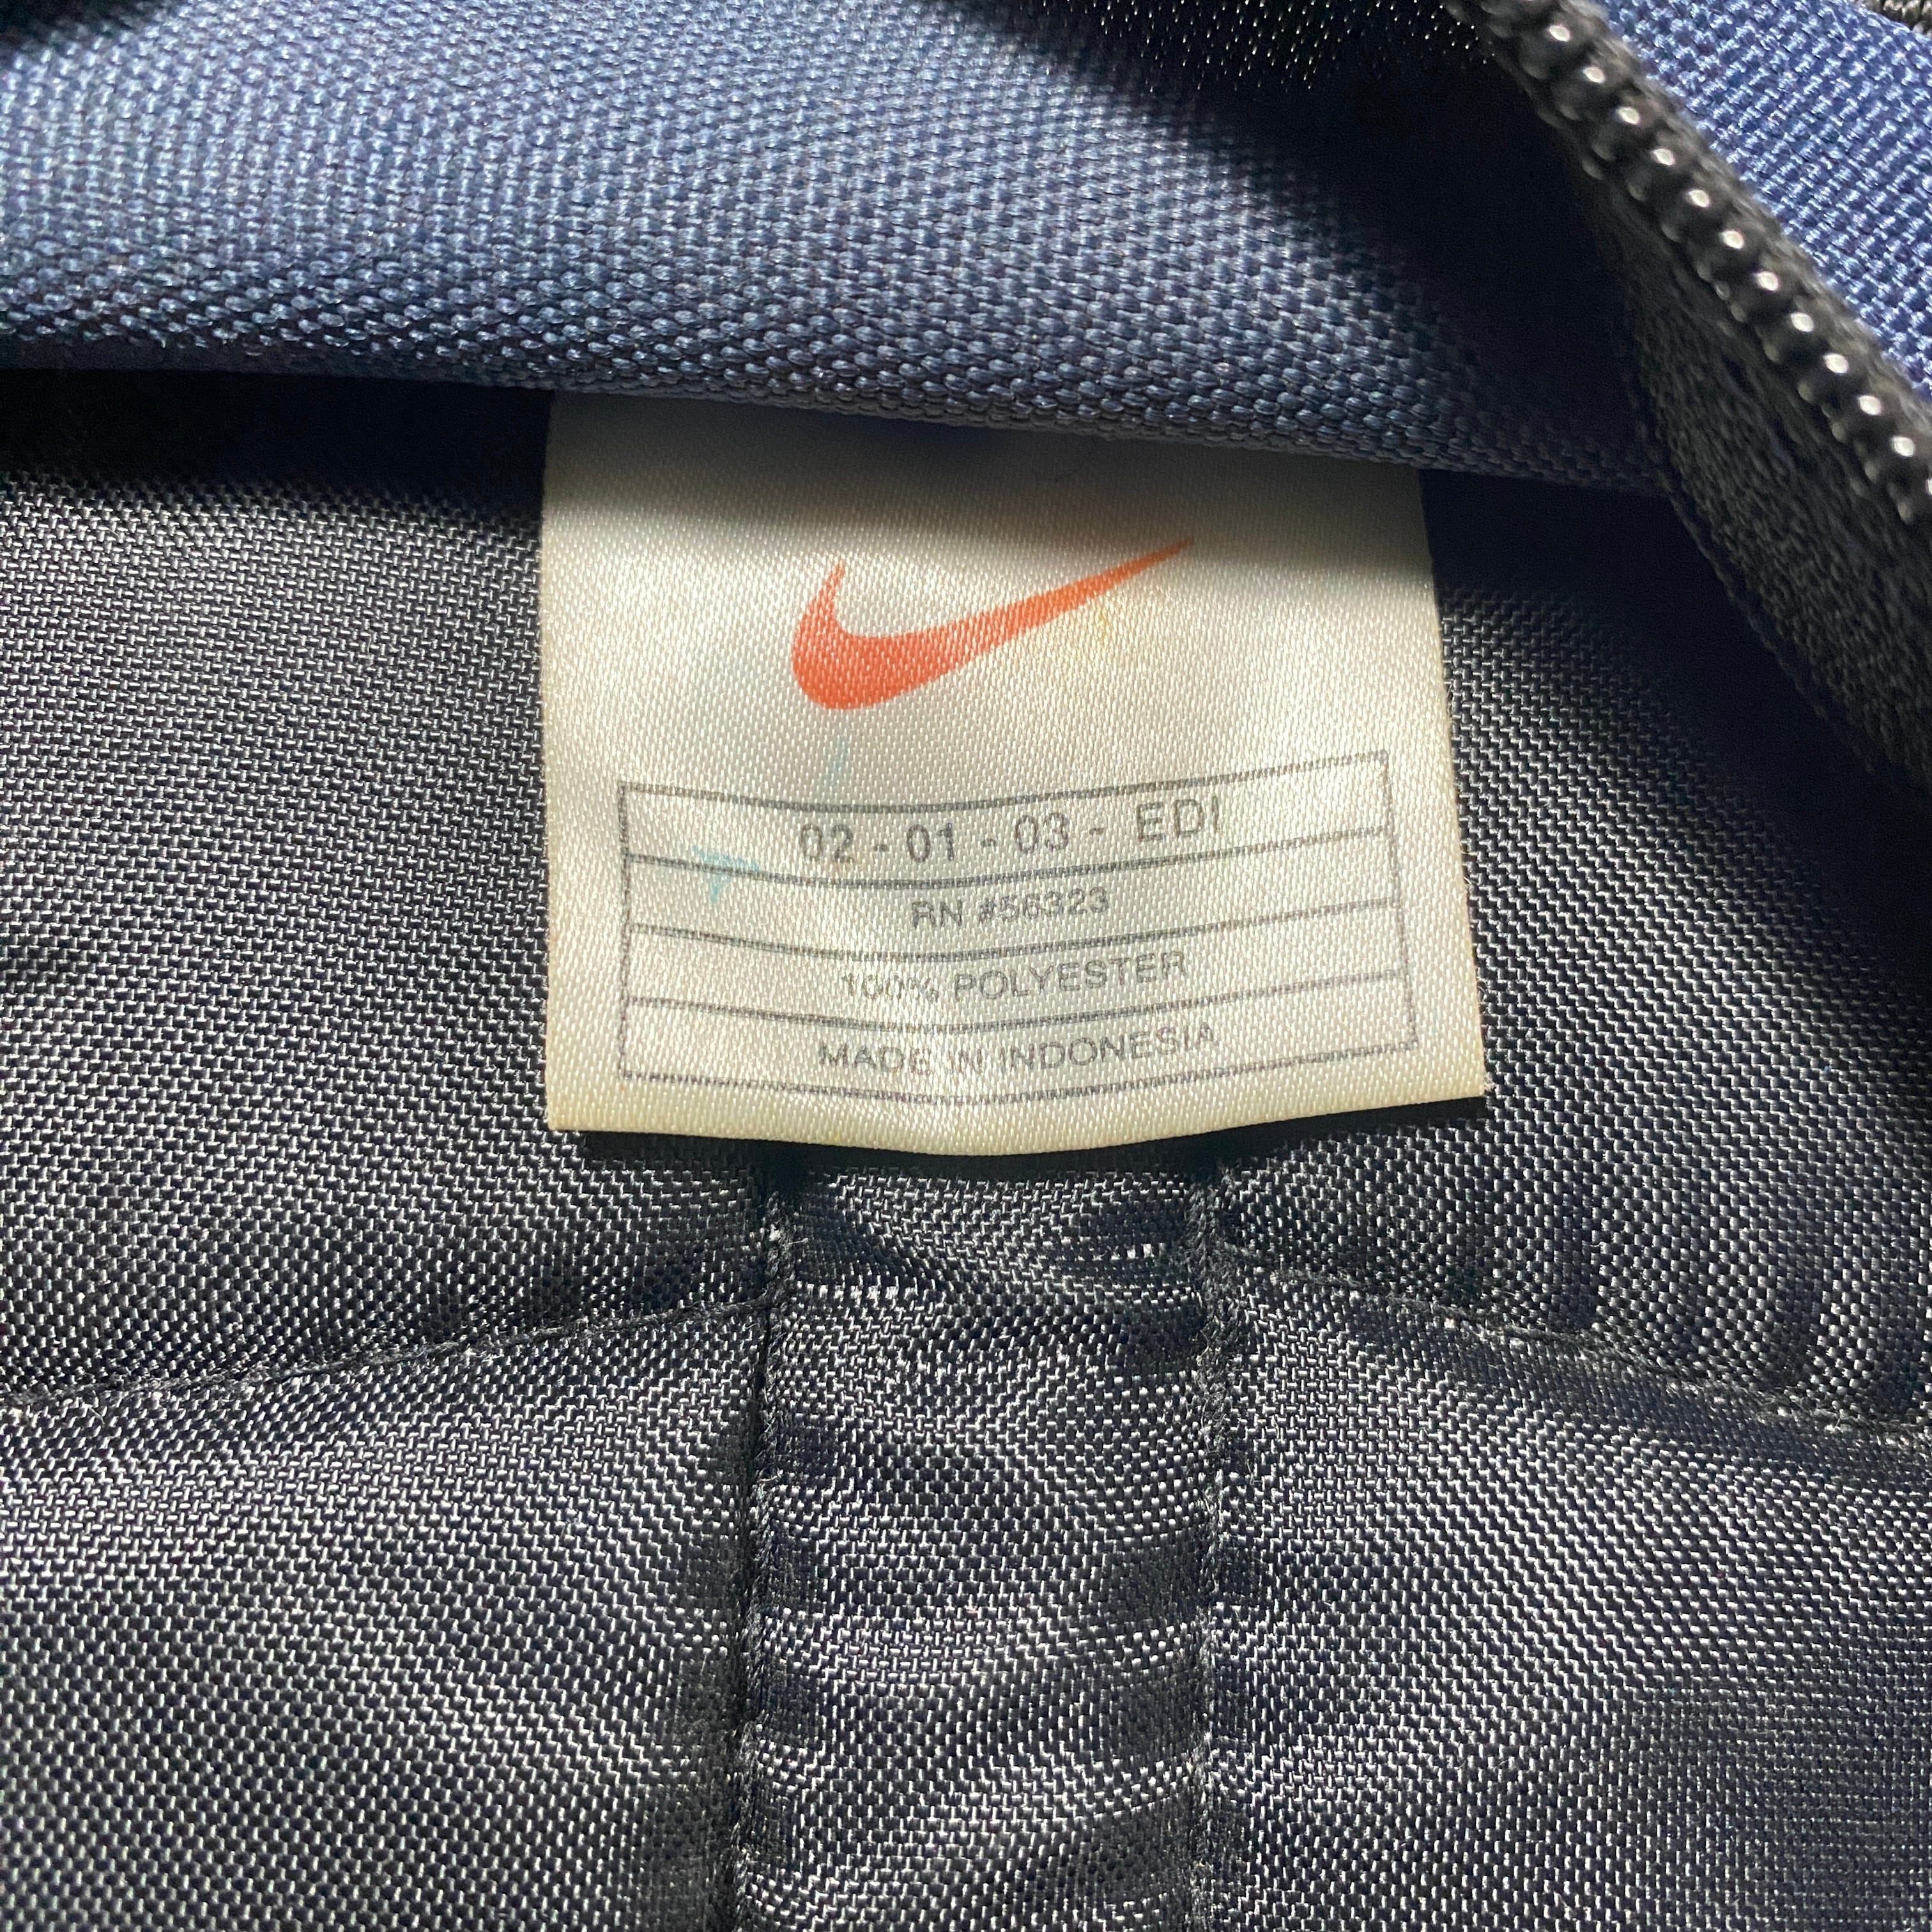 02 - 01 - 03 - EDI
RN #56323
100% POLYESTER
MADE IN INDONESIA